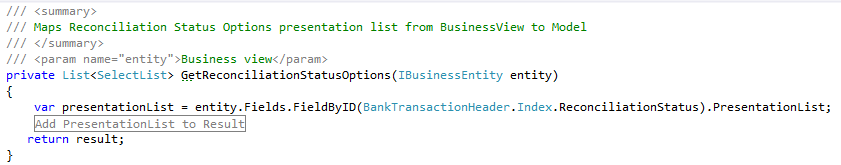 /// <summary>
/// Maps Reconciliation Status Options presentation list from BusinessView to Model
/// </summary>
/// <param name="entity">Business view</param>
private List<SelectList> GetReconciliationStatusOptions(IBusinessEntity entity)
{
    var presentationList = entity.Fields.FieldByID(BankTransactionHeader.Index.ReconciliationStatus).PresentationList;
    Add PresentationList to Result
   return result;
}